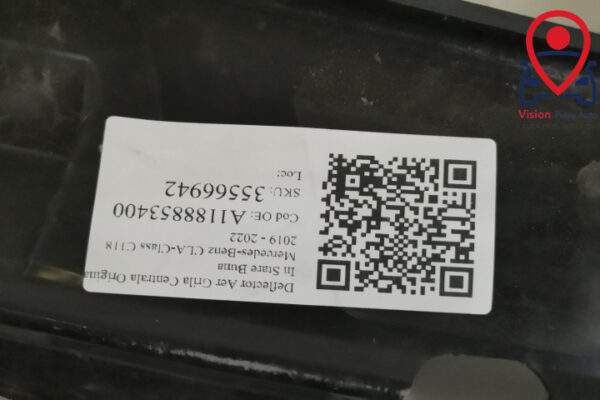 Deflector Aer Grila Centrala Origina
In Stare Buna
Mercedes-Benz CLA-Class C118
2019 - 2022
Cod OE: A1188853400
SKU: 35566942
Loc:
Vision